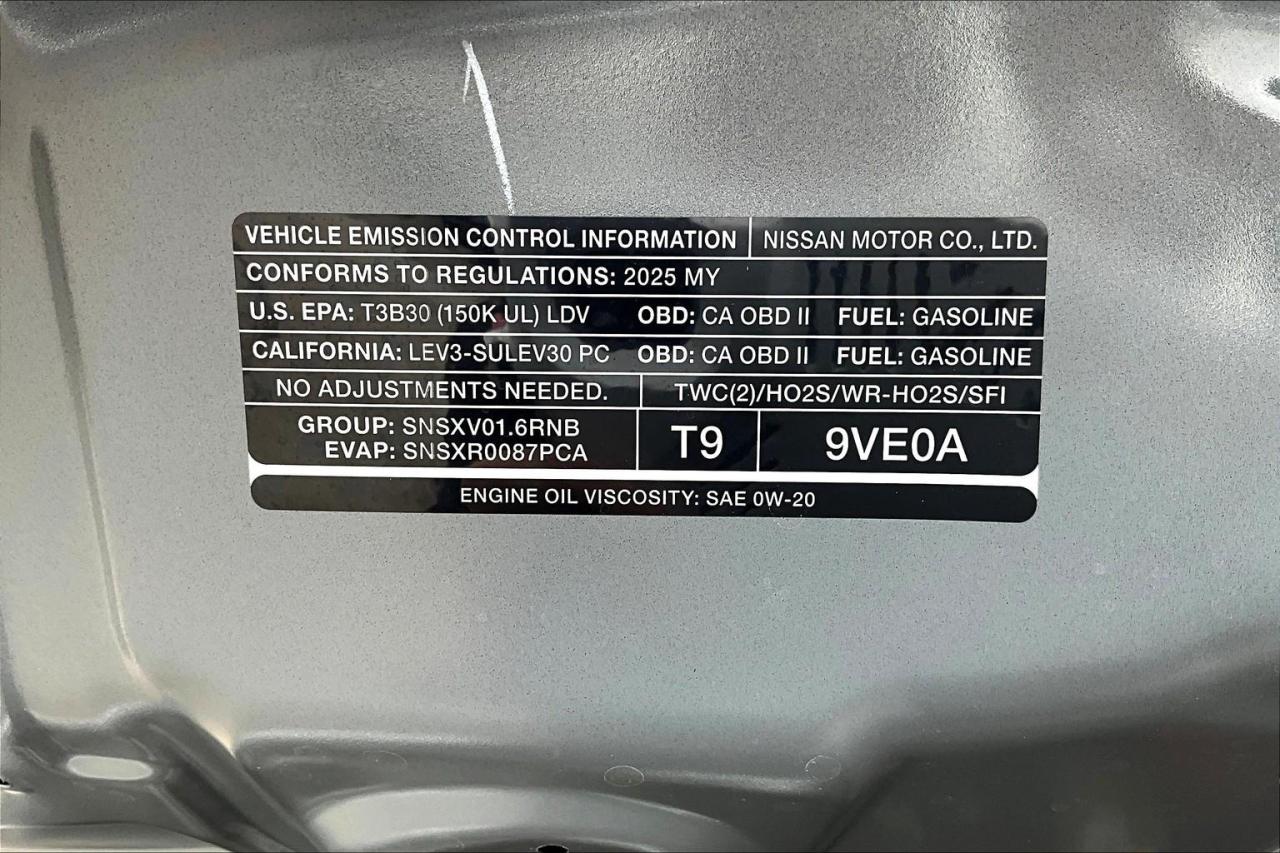 VEHICLE EMISSION CONTROL INFORMATION NISSAN MOTOR CO., LTD.
CONFORMS TO REGULATIONS: 2025 MY
U.S. EPA: T3B30 (150K UL) LDV OBD: CA OBD II FUEL: GASOLINE
CALIFORNIA: LEV3-SULEV30 PC OBD: CA OBD II FUEL: GASOLINE
NO ADJUSTMENTS NEEDED. TWC(2)/HO2S/WR-HO2S/SFI
GROUP: SNSXV01.6RNB
EVAP: SNSXR0087PCA
T9 9VE0A
ENGINE OIL VISCOSITY: SAE 0W-20